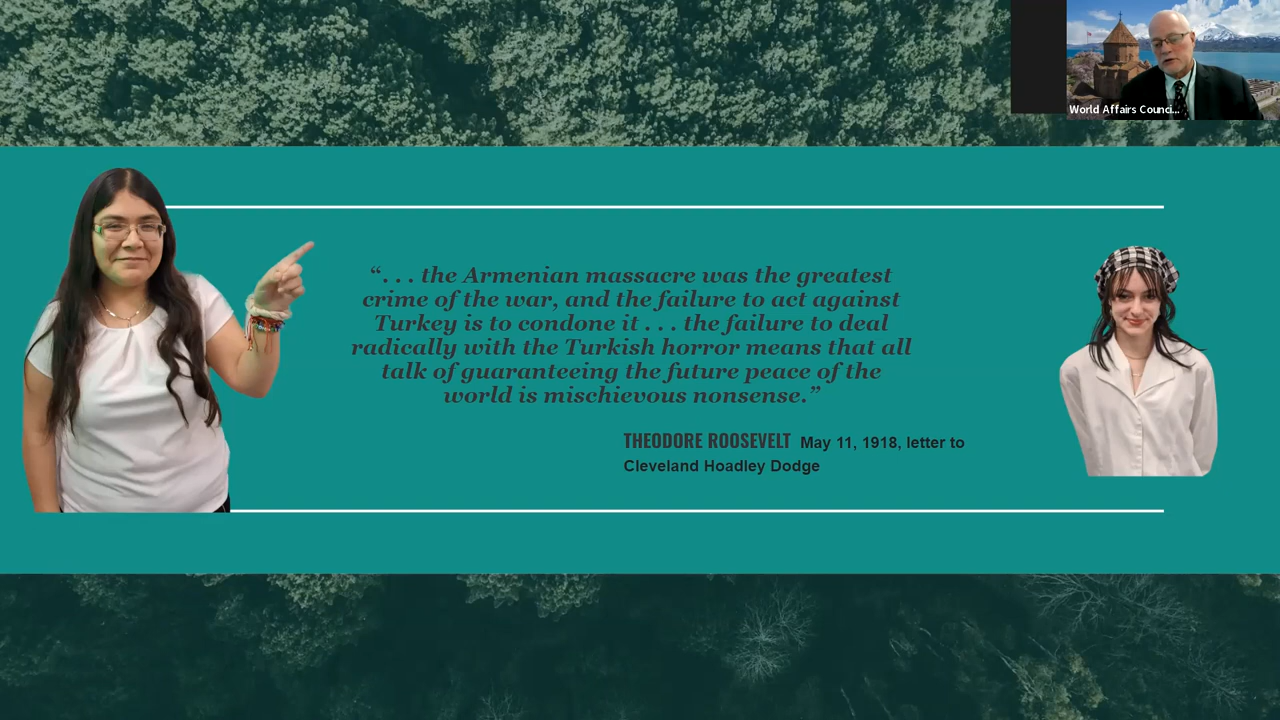 World Affairs Counci...
“. . . the Armenian massacre was the greatest
crime of the war, and the failure to act against
Turkey is to condone it . . . the failure to deal
radically with the Turkish horror means that all
talk of guaranteeing the future peace of the
world is mischievous nonsense.”
THEODORE ROOSEVELT May 11, 1918, letter to
Cleveland Hoadley Dodge